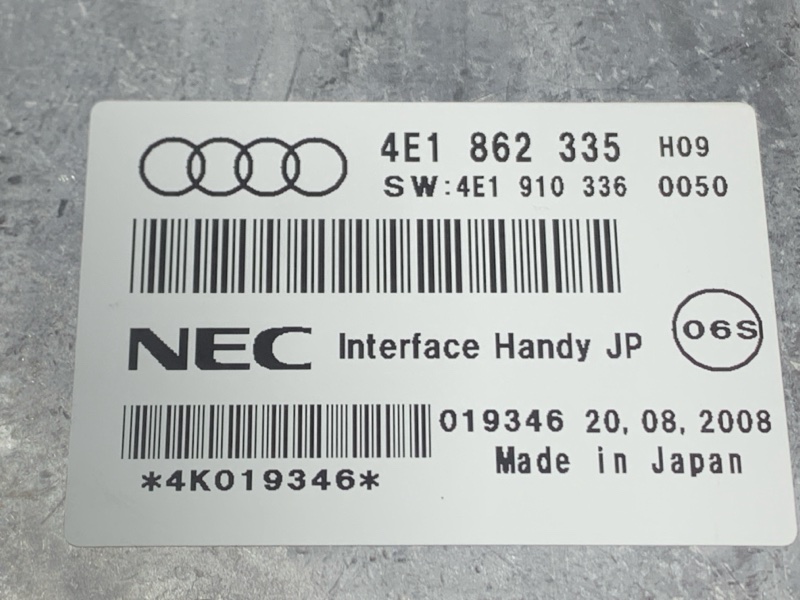 4E1 862 335 H09
SW:4E1 910 336 0050
NEC Interface Handy JP
06S
019346 20, 08, 2008
Made in Japan
*4K019346*